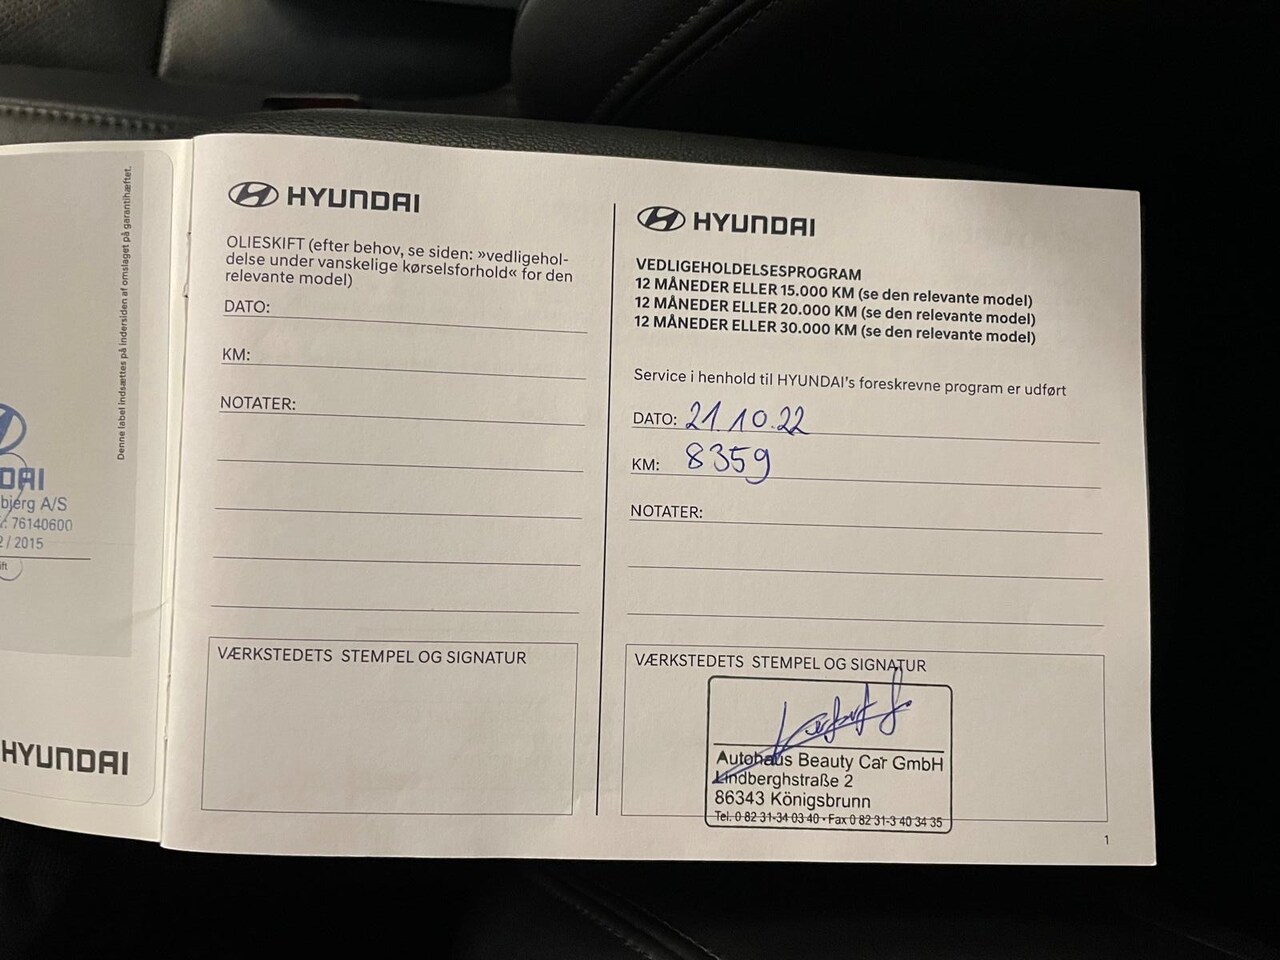 Denne label indsættes på indersiden af omslaget på garantihæftet.
bjerg A/S
: 76140600
2 / 2015
HYUNDAI
HYUNDAI
OLIESKIFT (efter behov, se siden: »vedligehol-
delse under vanskelige kørselsforhold« for den
relevante model)
DATO:
KM:
NOTATER:
VÆRKSTEDETS STEMPEL OG SIGNATUR
HYUNDAI
VEDLIGEHOLDELSESPROGRAM
12 MÅNEDER ELLER 15.000 KM (se den relevante model)
12 MÅNEDER ELLER 20.000 KM (se den relevante model)
12 MÅNEDER ELLER 30.000 KM (se den relevante model)
Service i henhold til HYUNDAI's foreskrevne program er udført
DATO: 21.10.22
KM: 8359
NOTATER:
VÆRKSTEDETS STEMPEL OG SIGNATUR
Autohaus Beauty Car GmbH
Lindberghstraße 2
86343 Königsbrunn
Tel. 0 82 31-34 03 40 · Fax 0 82 31-3 40 34 35
1